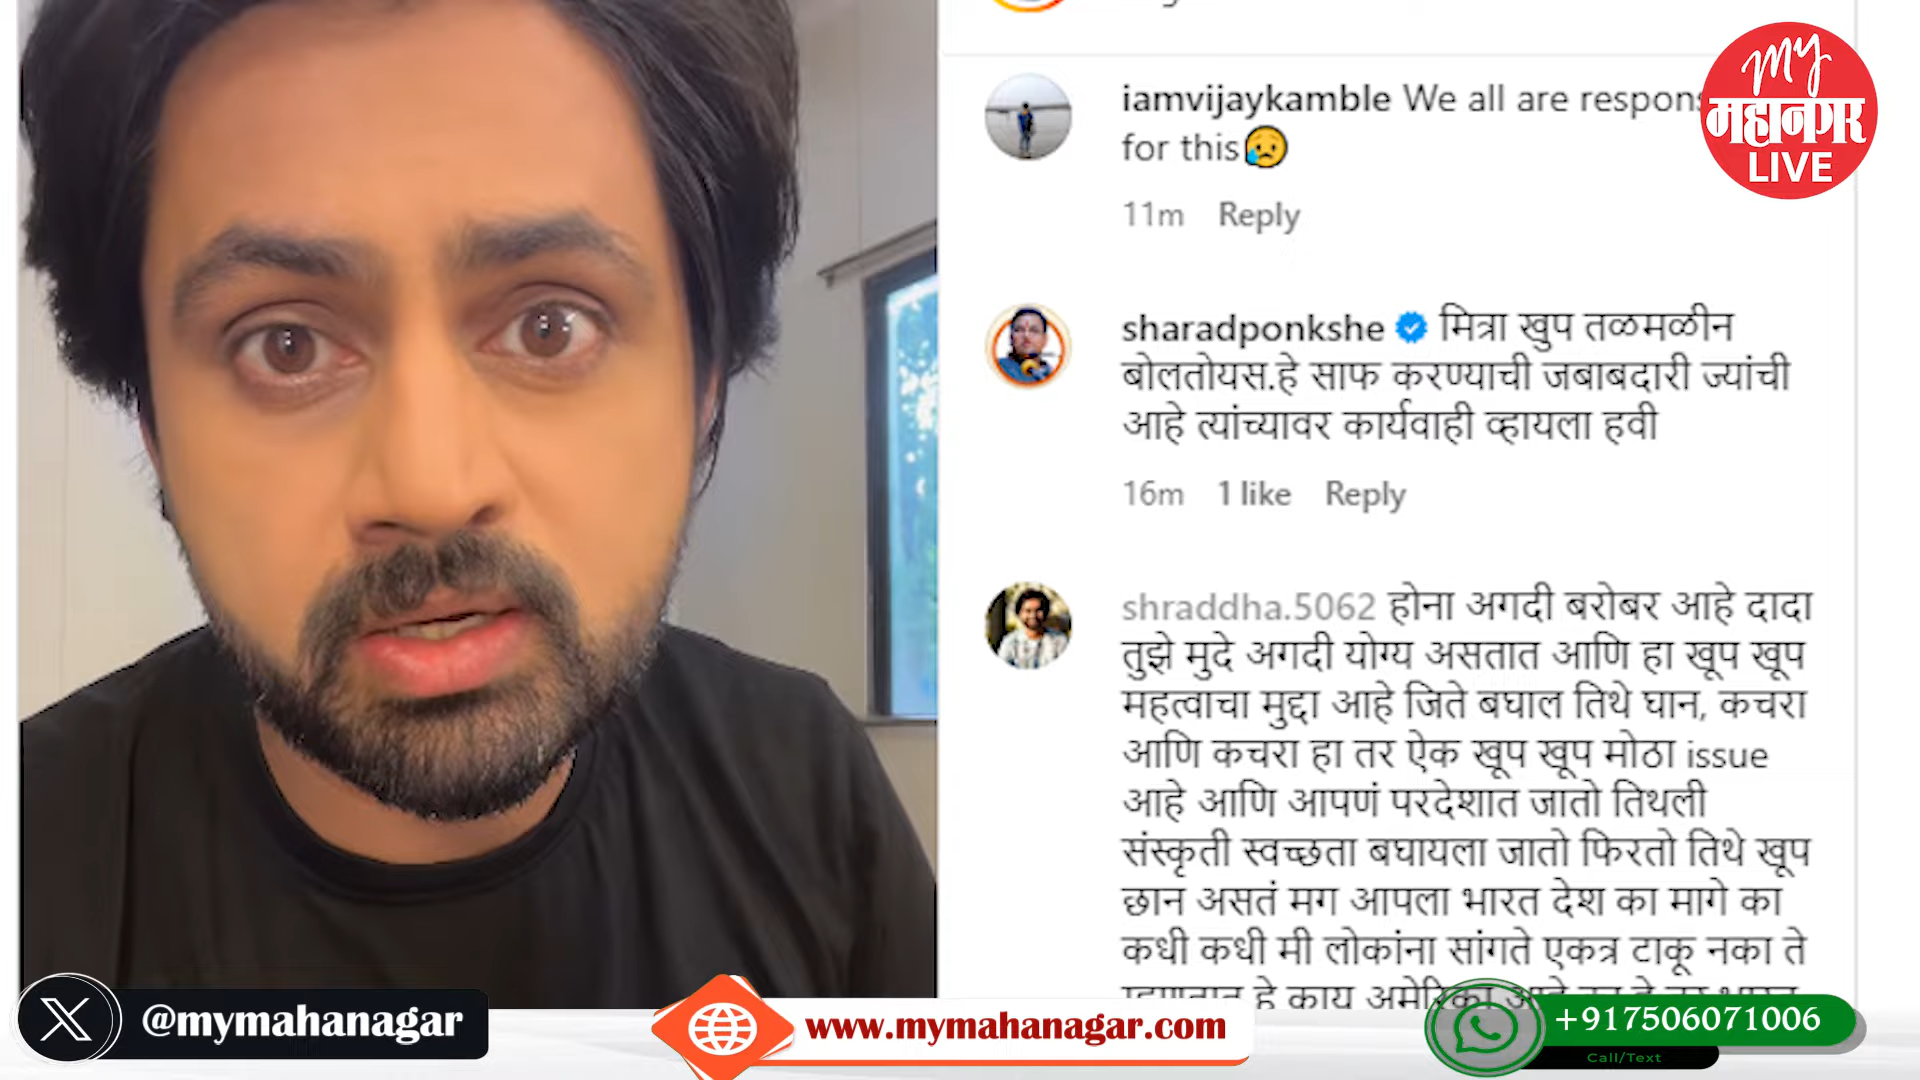 iamvijaykamble We all are respons
for this😥
11m Reply
sharadponkshe मित्रा खुप तळमळीन
बोलतोयस.हे साफ करण्याची जबाबदारी ज्यांची
आहे त्यांच्यावर कार्यवाही व्हायला हवी
16m 1 like Reply
shraddha.5062 होना अगदी बरोबर आहे दादा
तुझे मुदे अगदी योग्य असतात आणि हा खूप खूप
महत्वाचा मुद्दा आहे जिते बघाल तिथे घान, कचरा
आणि कचरा हा तर ऐक खूप खूप मोठा issue
आहे आणि आपणं परदेशात जातो तिथली
संस्कृती स्वच्छता बघायला जातो फिरतो तिथे खूप
छान असतं मग आपला भारत देश का मागे का
कधी कधी मी लोकांना सांगते एकत्र टाकू नका ते
हे काय अमेरिका
my
महानगर
LIVE
@mymahanagar
www.mymahanagar.com
+917506071006
Call/Text